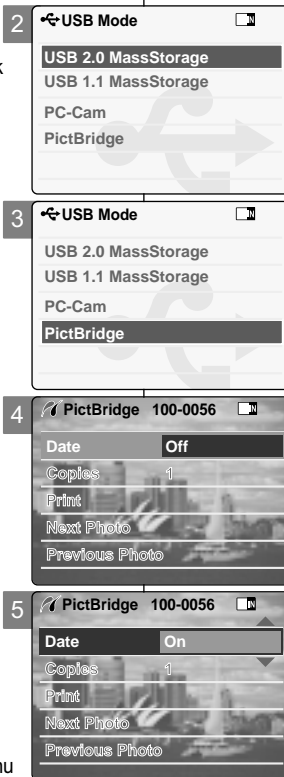 2
USB Mode
N
USB 2.0 MassStorage
USB 1.1 MassStorage
PC-Cam
PictBridge
k
3
USB Mode
N
USB 2.0 MassStorage
USB 1.1 MassStorage
PC-Cam
PictBridge
4
PictBridge 100-0056 N
Date Off
Copies 1
Print
Next Photo
Previous Photo
5
PictBridge 100-0056 N
Date On
Copies 1
Print
Next Photo
Previous Photo
nu